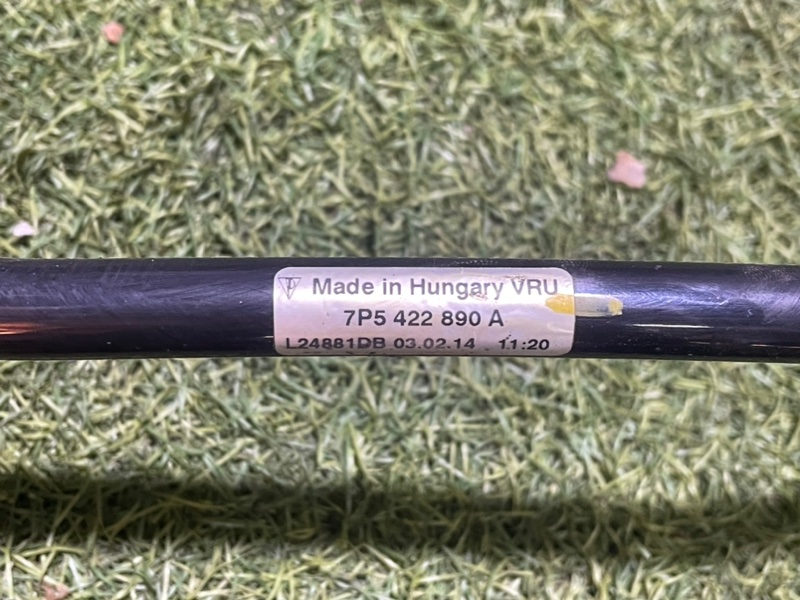 Made in Hungary VRU
7P5 422 890 A
L24881DB 03.02.14 11:20